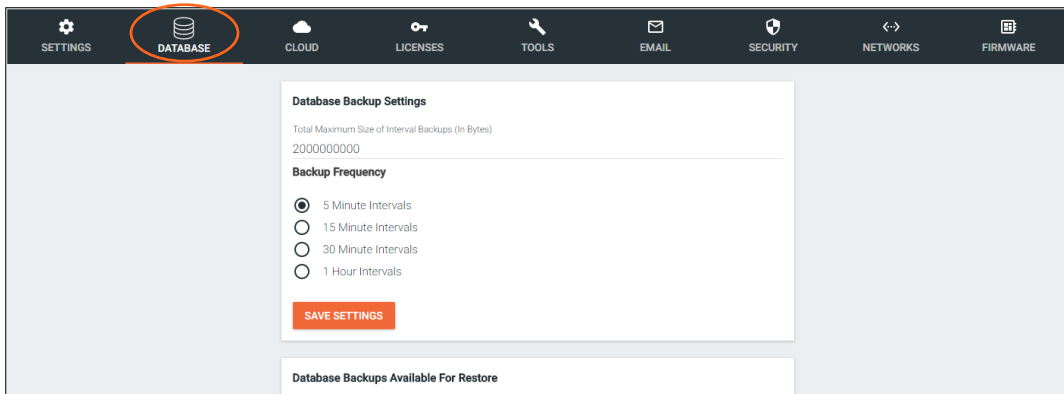 SETTINGS DATABASE CLOUD LICENSES TOOLS EMAIL SECURITY NETWORKS FIRMWARE
Database Backup Settings
Total Maximum Size of Interval Backups (In Bytes)
2000000000
Backup Frequency
5 Minute Intervals
15 Minute Intervals
30 Minute Intervals
1 Hour Intervals
SAVE SETTINGS
Database Backups Available For Restore